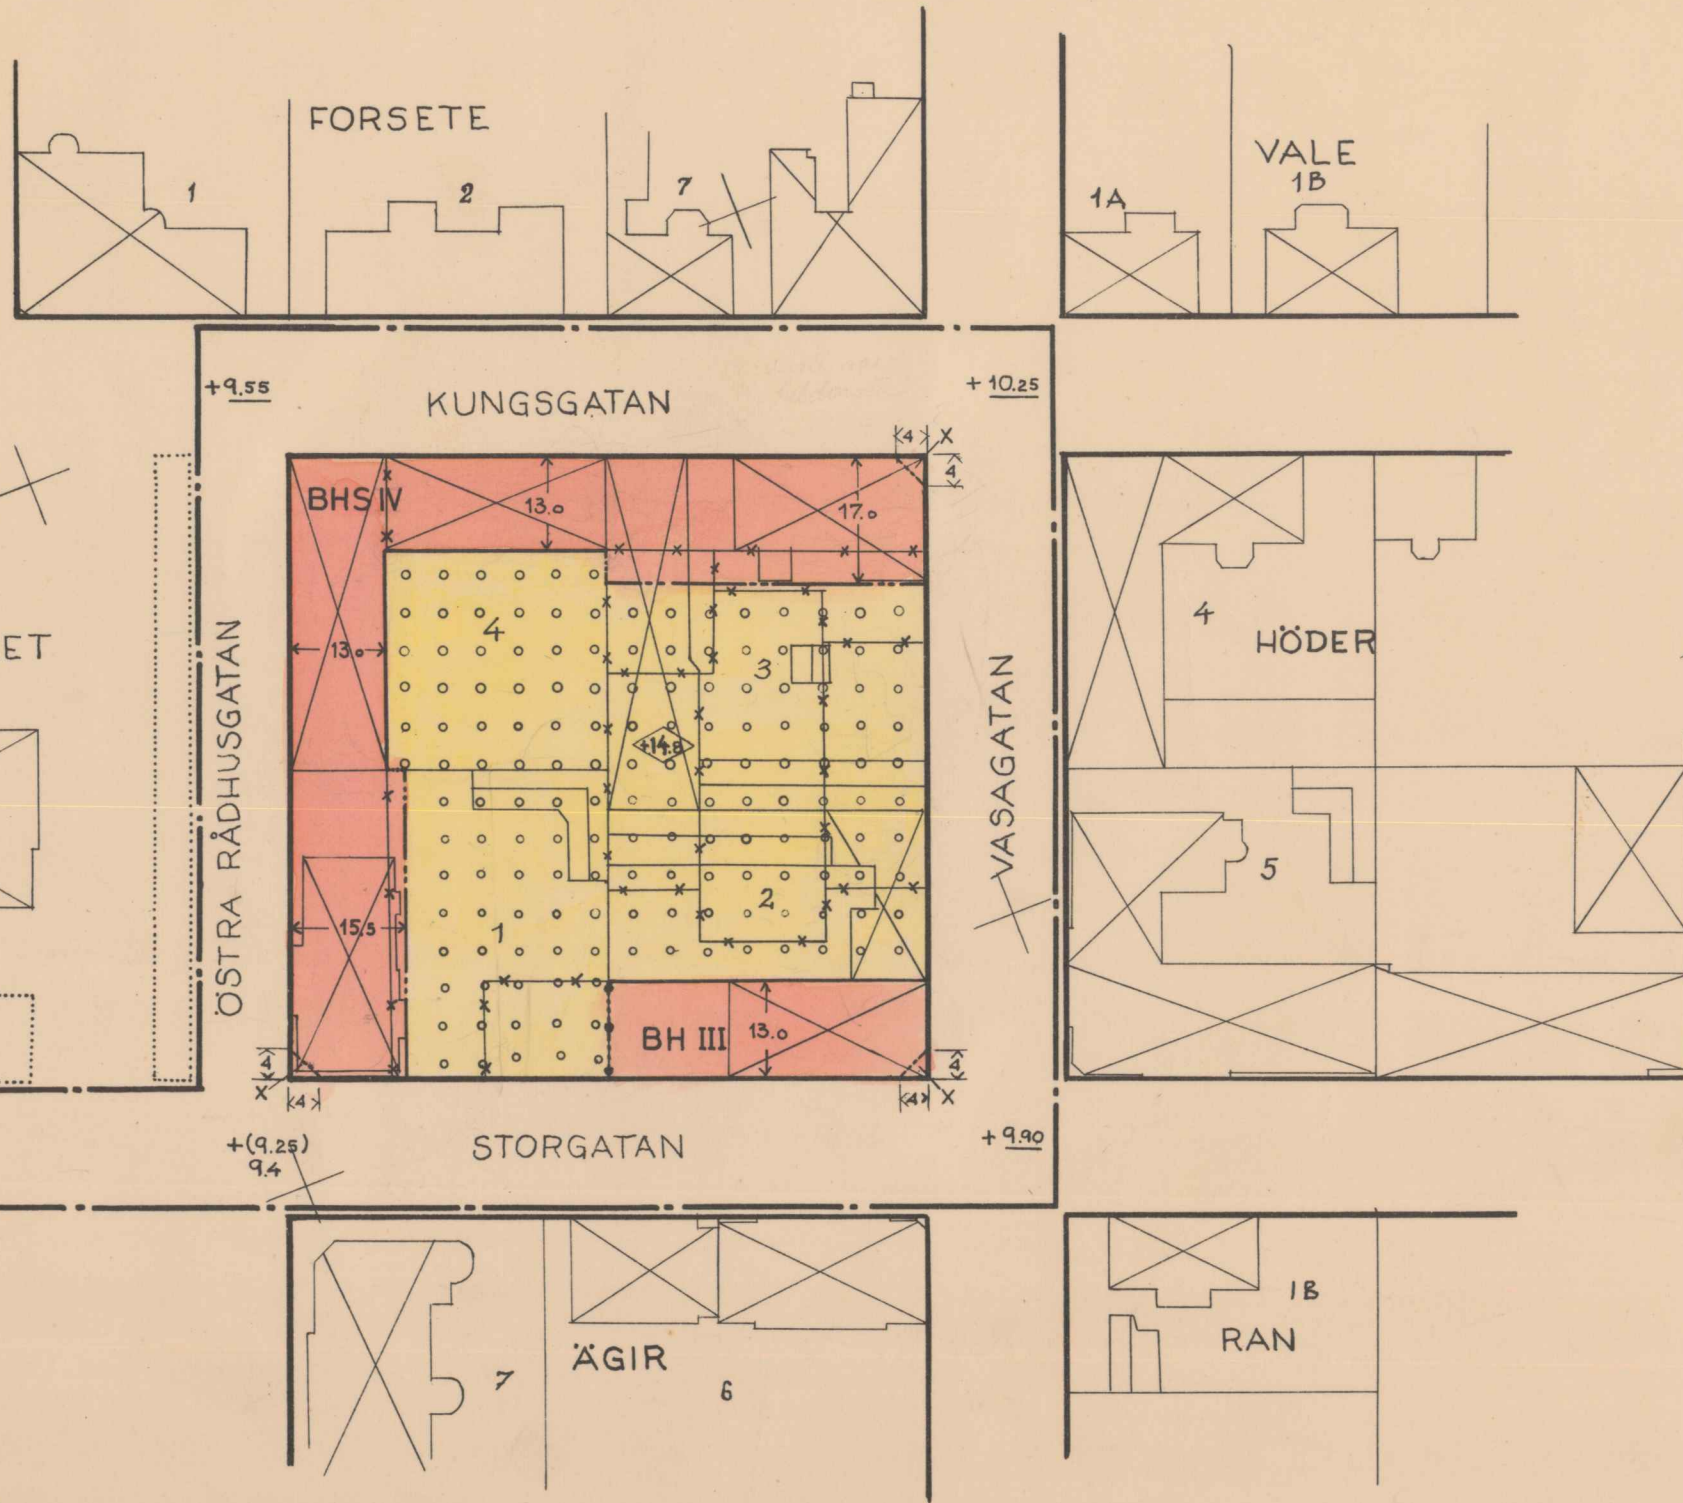 FORSETE
1
2
7
VALE
1A
1B
+9.55
KUNGSGATAN
+10.25
4
X
4
BHS IV
13.0
17.0
13.0
4
3
ET
ÖSTRA RÅDHUSGATAN
VASAGATAN
4
HÖDER
+14.8
5
2
1
15.5
BH III
13.0
4
X
4
4
4
X
+(9.25)
9.4
STORGATAN
+9.90
7
ÄGIR
6
1B
RAN